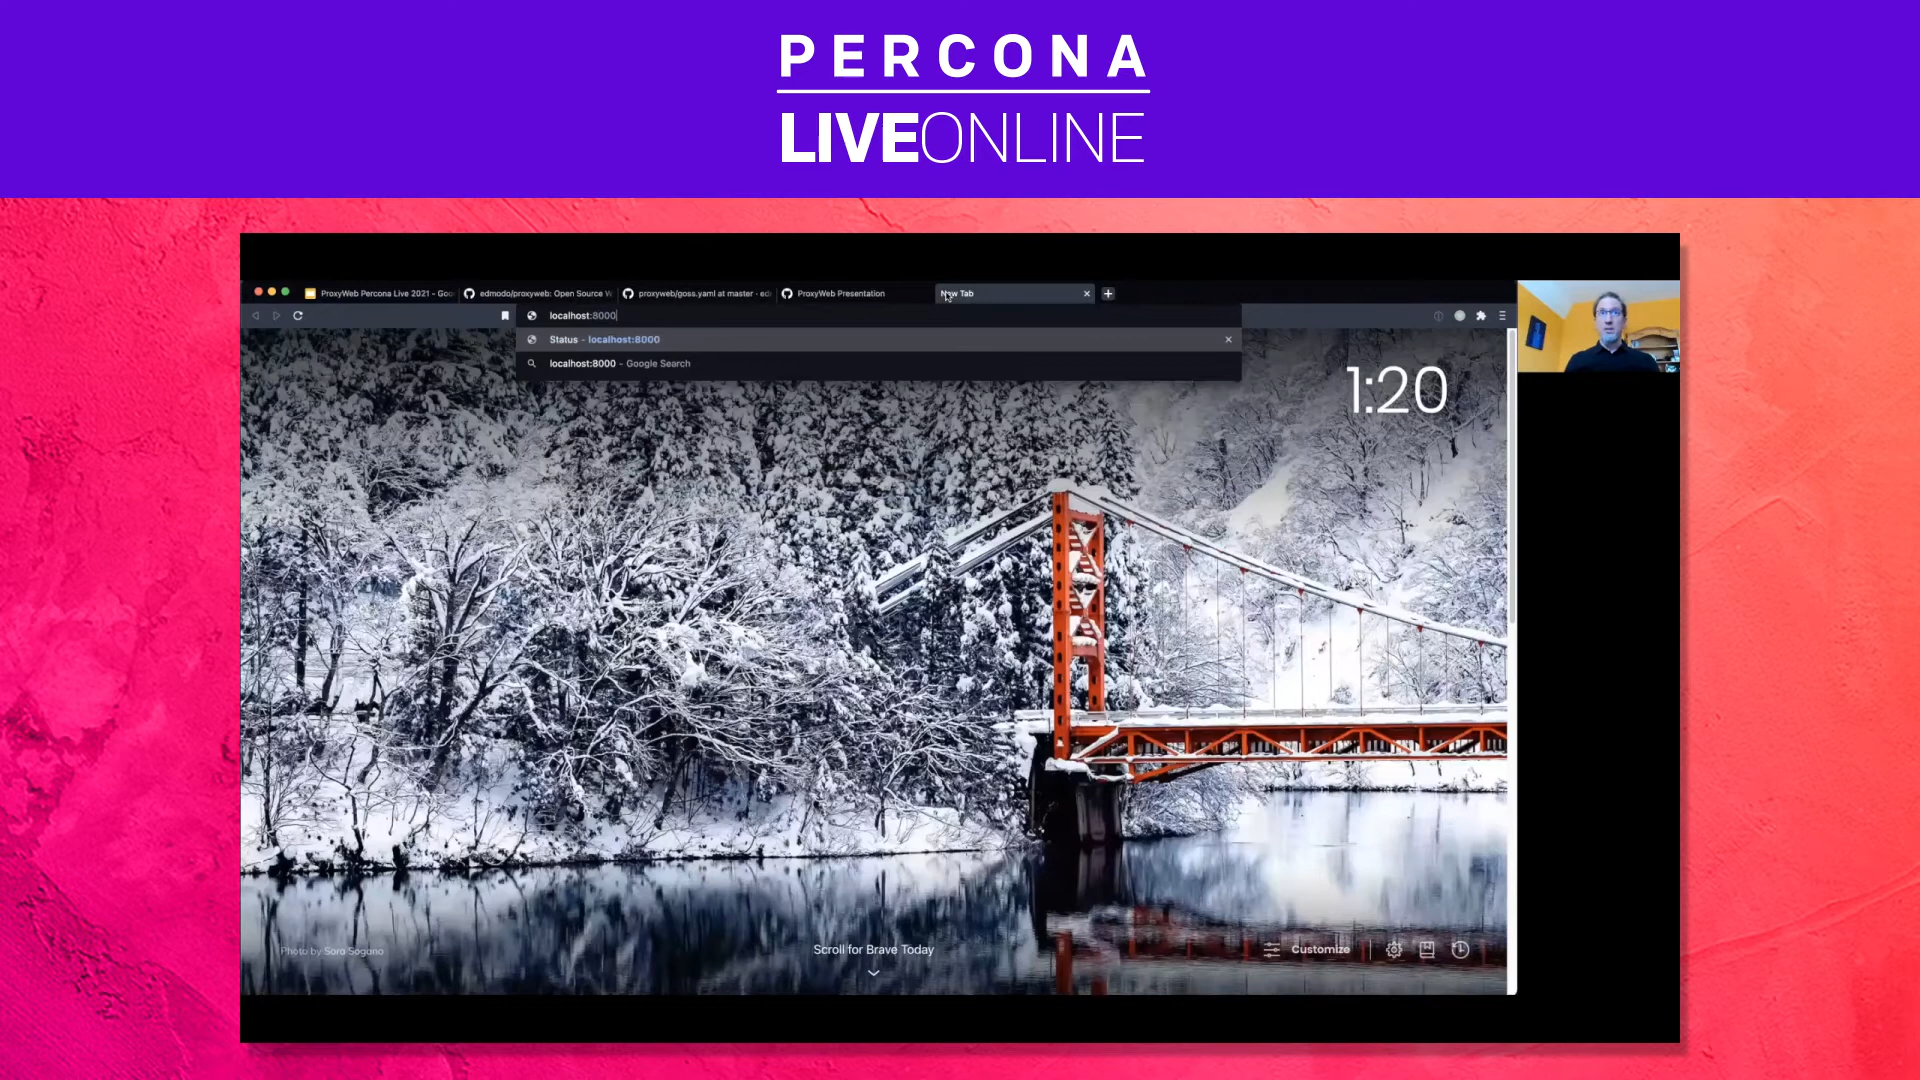 PERCONA
LIVEONLINE
ProxyWeb Percona Live 2021 - Goo
edmodo/proxyweb: Open Source W
proxyweb/goss.yaml at master · ed
ProxyWeb Presentation
New Tab
localhost:8000
Status - localhost:8000
localhost:8000 - Google Search
1:20
Photo by Sora Sagano
Scroll for Brave Today
Customize